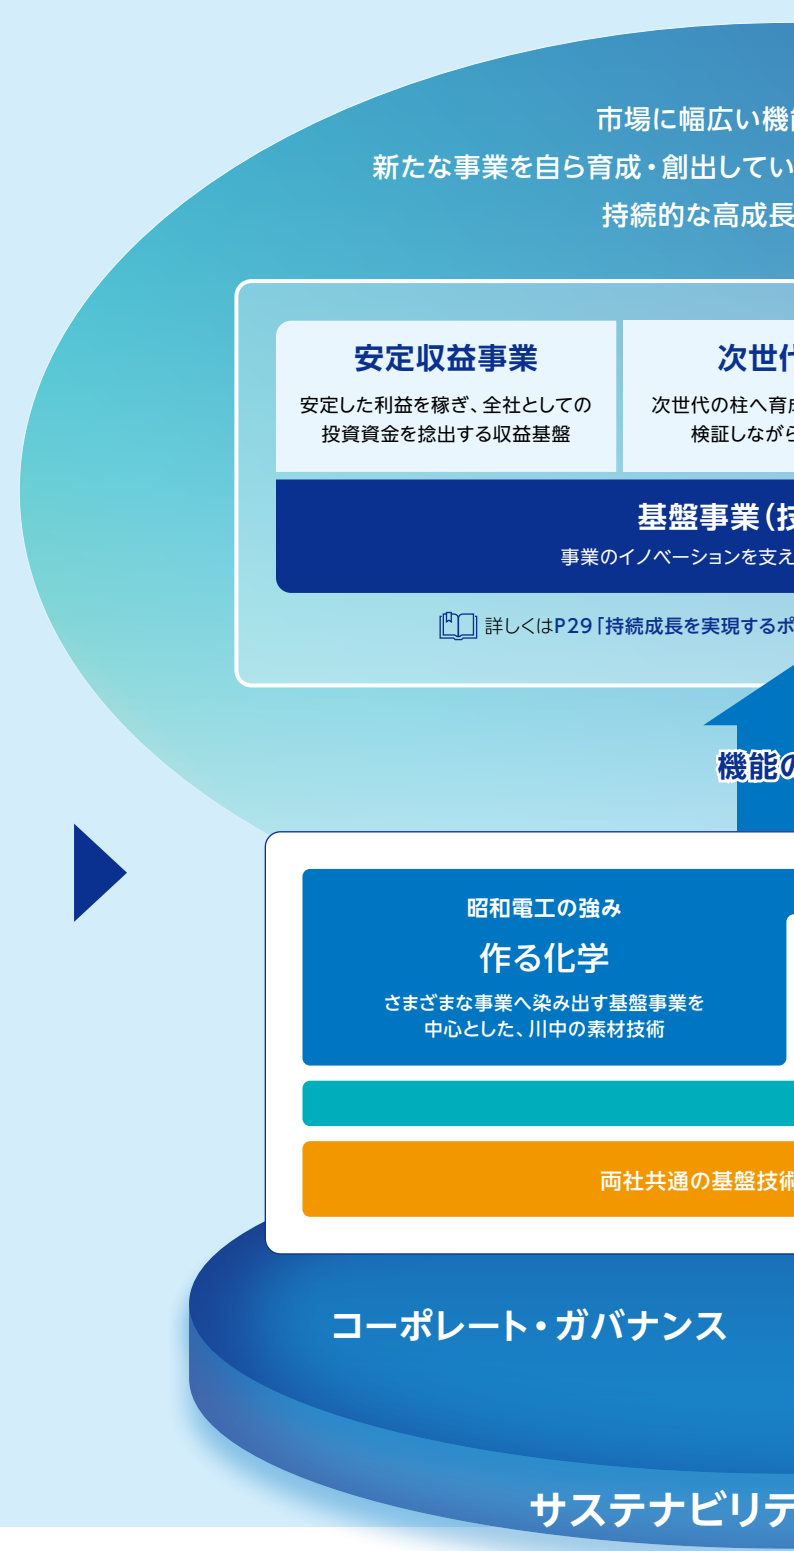 市場に幅広い機
新たな事業を自ら育成・創出してい
持続的な高成長
安定収益事業
安定した利益を稼ぎ、全社としての
投資資金を捻出する収益基盤
次世代
次世代の柱へ育成
検証しながら
基盤事業（技
事業のイノベーションを支え
詳しくはP29「持続成長を実現するポ
機能の
昭和電工の強み
作る化学
さまざまな事業へ染み出す基盤事業を
中心とした、川中の素材技術
両社共通の基盤技術
コーポレート・ガバナンス
サステナビリテ